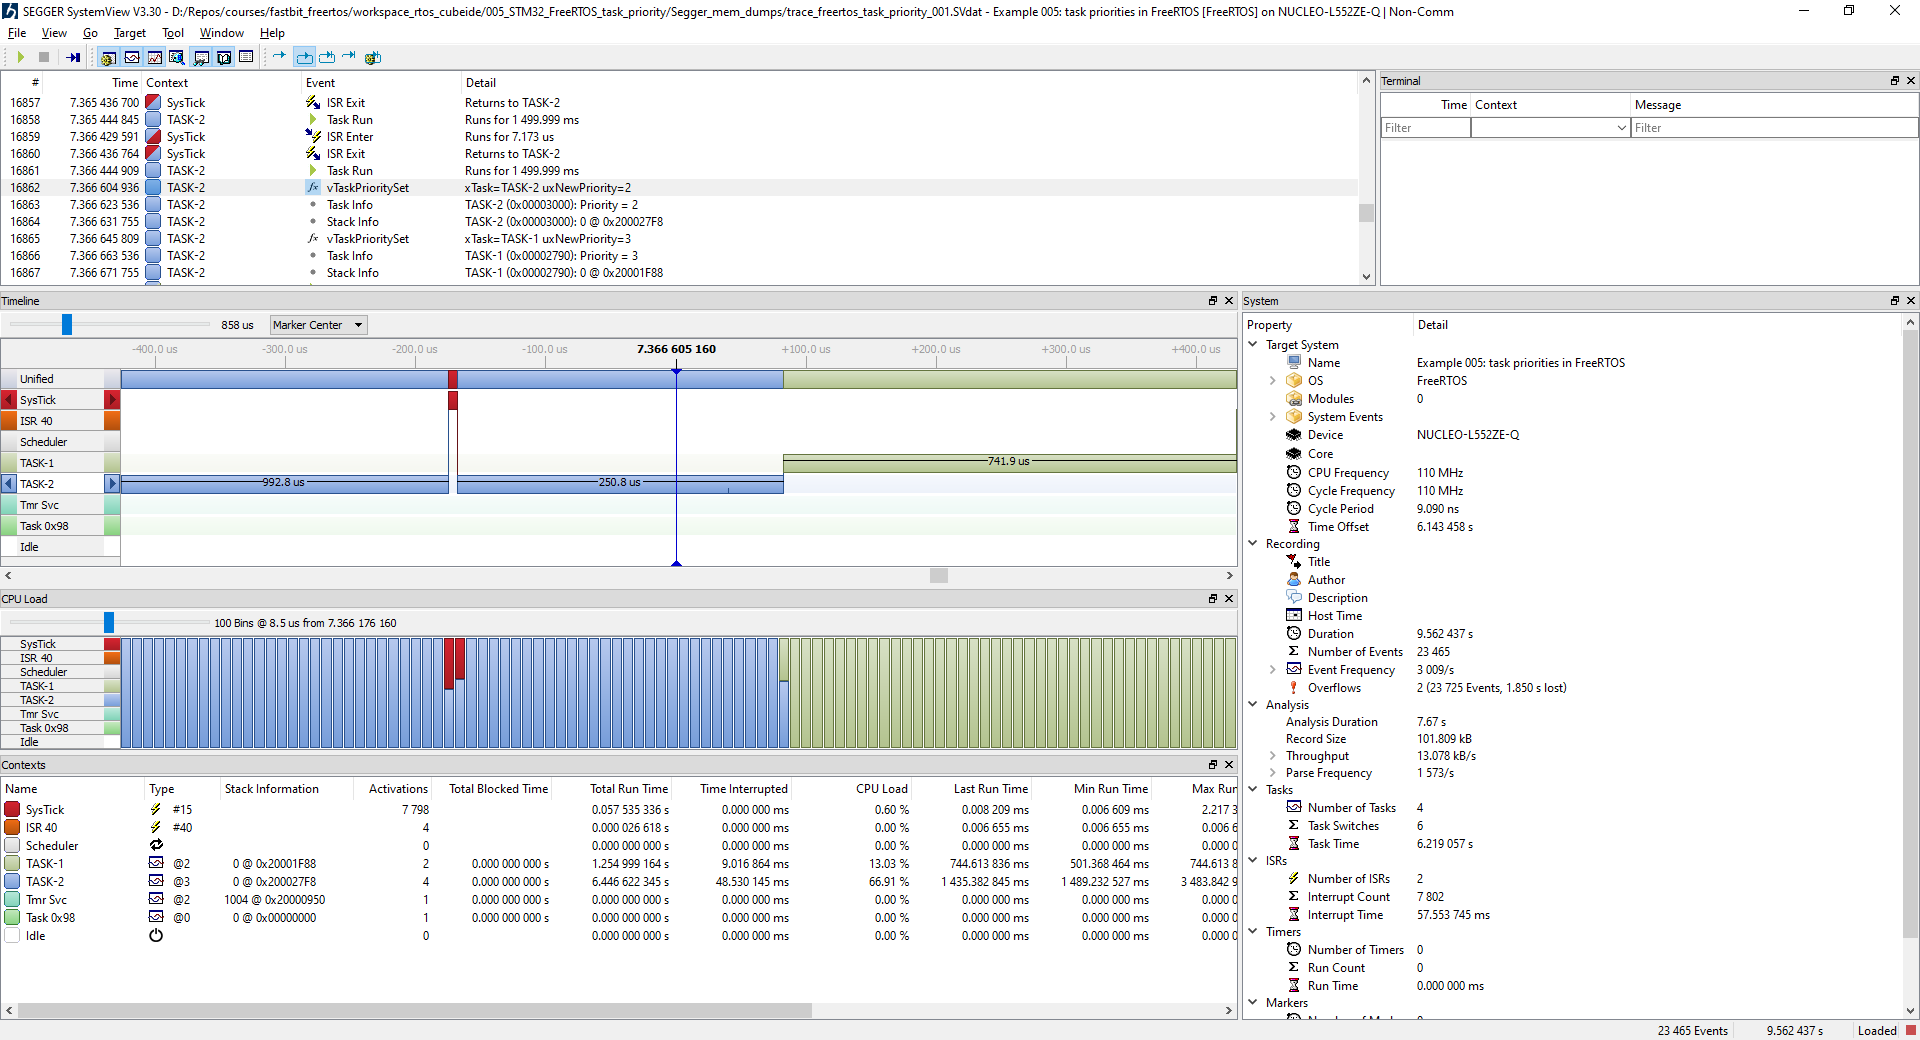 SEGGER SystemView V3.30 - D:/Repos/courses/fastbit_freertos/workspace_rtos_cubeide/005_STM32_FreeRTOS_task_priority/Segger_mem_dumps/trace_freertos_task_priority_001.SVdat - Example 005: task priorities in FreeRTOS [FreeRTOS] on NUCLEO-L552ZE-Q | Non-Comm
File View Go Target Tool Window Help
# Time Context Event Detail
16857 7.365 436 700 SysTick ISR Exit Returns to TASK-2
16858 7.365 444 845 TASK-2 Task Run Runs for 1 499.999 ms
16859 7.366 429 591 SysTick ISR Enter Runs for 7.173 us
16860 7.366 436 764 SysTick ISR Exit Returns to TASK-2
16861 7.366 444 909 TASK-2 Task Run Runs for 1 499.999 ms
16862 7.366 604 936 TASK-2 fx vTaskPrioritySet xTask=TASK-2 uxNewPriority=2
16863 7.366 623 536 TASK-2 Task Info TASK-2 (0x00003000): Priority = 2
16864 7.366 631 755 TASK-2 Stack Info TASK-2 (0x00003000): 0 @ 0x200027F8
16865 7.366 645 809 TASK-2 fx vTaskPrioritySet xTask=TASK-1 uxNewPriority=3
16866 7.366 663 536 TASK-2 Task Info TASK-1 (0x00002790): Priority = 3
16867 7.366 671 755 TASK-2 Stack Info TASK-1 (0x00002790): 0 @ 0x20001F88
Terminal
Time Context Message
Filter Filter
Timeline
858 us Marker Center
-400.0 us -300.0 us -200.0 us -100.0 us 7.366 605 160 +100.0 us +200.0 us +300.0 us +400.0 us
Unified
SysTick
ISR 40
Scheduler
TASK-1 741.9 us
TASK-2 992.8 us 250.8 us
Tmr Svc
Task 0x98
Idle
CPU Load
100 Bins @ 8.5 us from 7.366 176 160
SysTick
ISR 40
Scheduler
TASK-1
TASK-2
Tmr Svc
Task 0x98
Idle
Contexts
Name Type Stack Information Activations Total Blocked Time Total Run Time Time Interrupted CPU Load Last Run Time Min Run Time Max Run
SysTick #15 7 798 0.057 535 336 s 0.000 000 ms 0.60 % 0.008 209 ms 0.006 609 ms 2.217 3
ISR 40 #40 4 0.000 026 618 s 0.000 000 ms 0.00 % 0.006 655 ms 0.006 655 ms 0.006 6
Scheduler 0 0.000 000 000 s 0.000 000 ms 0.00 % 0.000 000 ms 0.000 000 ms 0.000 0
TASK-1 @2 0 @ 0x20001F88 2 0.000 000 000 s 1.254 999 164 s 9.016 864 ms 13.03 % 744.613 836 ms 501.368 464 ms 744.613 8
TASK-2 @3 0 @ 0x200027F8 4 0.000 000 000 s 6.446 622 345 s 48.530 145 ms 66.91 % 1 435.382 845 ms 1 489.232 527 ms 3 483.842 9
Tmr Svc @2 1004 @ 0x20000950 1 0.000 000 000 s 0.000 000 000 s 0.000 000 ms 0.00 % 0.000 000 ms 0.000 000 ms 0.000 0
Task 0x98 @0 0 @ 0x00000000 1 0.000 000 000 s 0.000 000 000 s 0.000 000 ms 0.00 % 0.000 000 ms 0.000 000 ms 0.000 0
Idle 0 0.000 000 000 s 0.000 000 ms 0.00 % 0.000 000 ms 0.000 000 ms 0.000 0
System
Property Detail
Target System
Name Example 005: task priorities in FreeRTOS
OS FreeRTOS
Modules 0
System Events
Device NUCLEO-L552ZE-Q
Core
CPU Frequency 110 MHz
Cycle Frequency 110 MHz
Cycle Period 9.090 ns
Time Offset 6.143 458 s
Recording
Title
Author
Description
Host Time
Duration 9.562 437 s
Number of Events 23 465
Event Frequency 3 009/s
Overflows 2 (23 725 Events, 1.850 s lost)
Analysis
Analysis Duration 7.67 s
Record Size 101.809 kB
Throughput 13.078 kB/s
Parse Frequency 1 573/s
Tasks
Number of Tasks 4
Task Switches 6
Task Time 6.219 057 s
ISRs
Number of ISRs 2
Interrupt Count 7 802
Interrupt Time 57.553 745 ms
Timers
Number of Timers 0
Run Count 0
Run Time 0.000 000 ms
Markers
23 465 Events 9.562 437 s Loaded